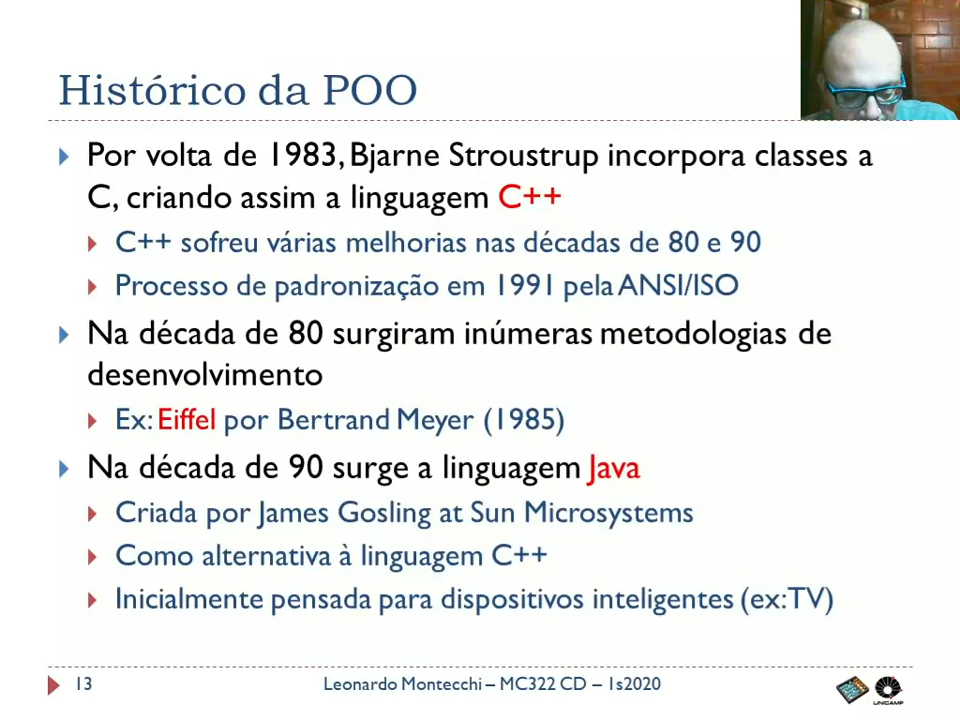 Histórico da POO
Por volta de 1983, Bjarne Stroustrup incorpora classes a
C, criando assim a linguagem C++
C++ sofreu várias melhorias nas décadas de 80 e 90
Processo de padronização em 1991 pela ANSI/ISO
Na década de 80 surgiram inúmeras metodologias de
desenvolvimento
Ex: Eiffel por Bertrand Meyer (1985)
Na década de 90 surge a linguagem Java
Criada por James Gosling at Sun Microsystems
Como alternativa à linguagem C++
Inicialmente pensada para dispositivos inteligentes (ex: TV)
13
Leonardo Montecchi – MC322 CD – 1s2020
UNICAMP